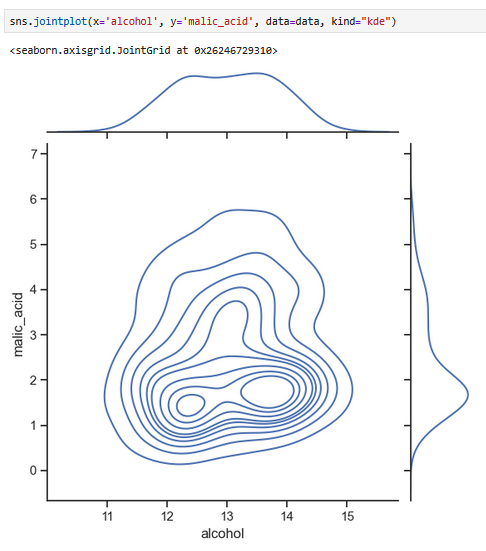 sns.jointplot(x='alcohol', y='malic_acid', data=data, kind="kde")
<seaborn.axisgrid.JointGrid at 0x26246729310>
7
6
5
4
3
2
1
0
malic_acid
11 12 13 14 15
alcohol